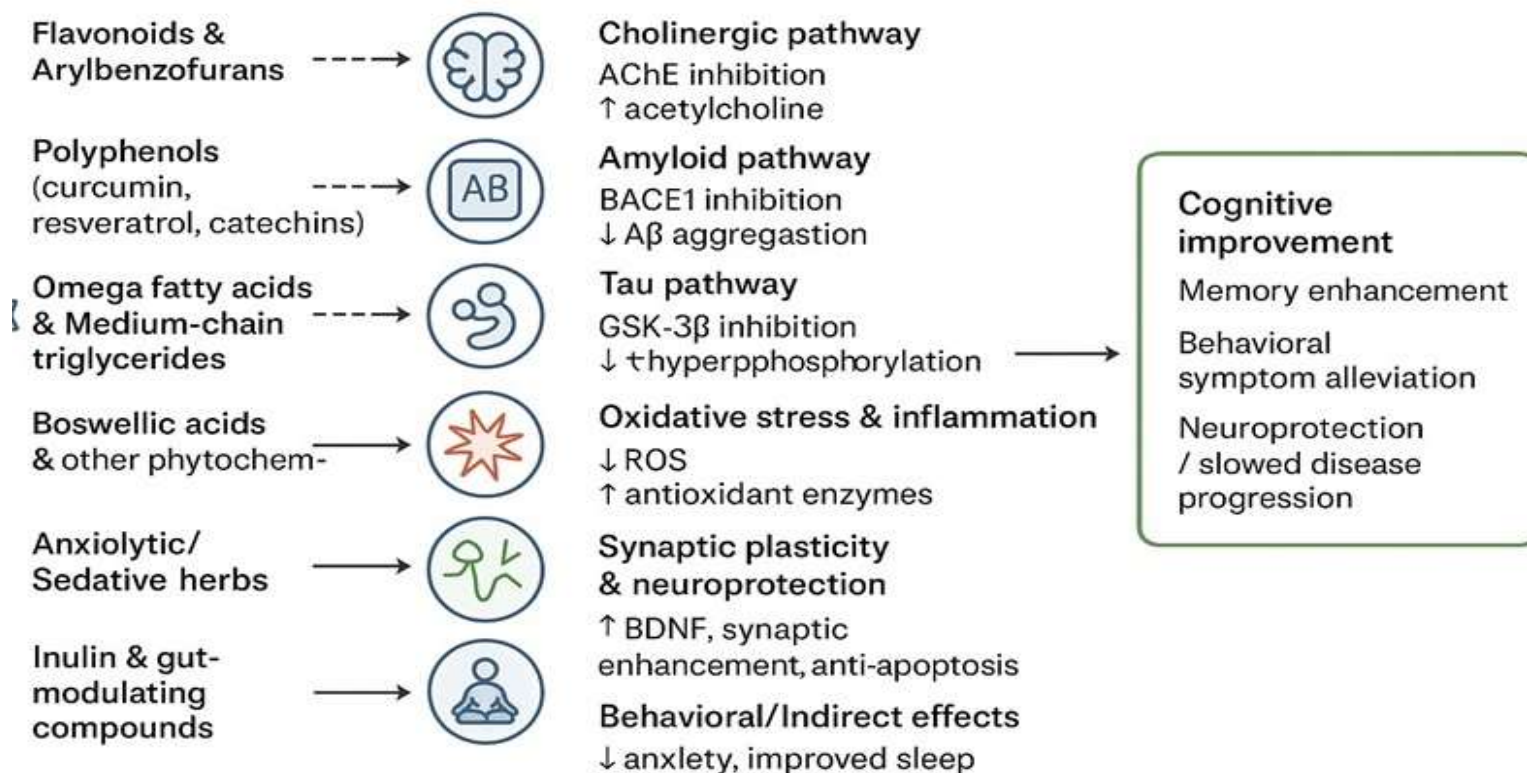 Flavonoids &
Arylbenzofurans
Polyphenols
(curcumin,
resveratrol, catechins)
Omega fatty acids
& Medium-chain
triglycerides
Boswellic acids
& other phytochem-
Anxiolytic/
Sedative herbs
Inulin & gut-
modulating
compounds
AB
Cholinergic pathway
AChE inhibition
↑ acetylcholine
Amyloid pathway
BACE1 inhibition
↓ Aβ aggregastion
Tau pathway
GSK-3β inhibition
↓ τhyperpphosphorylation
Oxidative stress & inflammation
↓ ROS
↑ antioxidant enzymes
Synaptic plasticity
& neuroprotection
↑ BDNF, synaptic
enhancement, anti-apoptosis
Behavioral/Indirect effects
↓ anxlety, improved sleep
Cognitive
improvement
Memory enhancement
Behavioral
symptom alleviation
Neuroprotection
/ slowed disease
progression